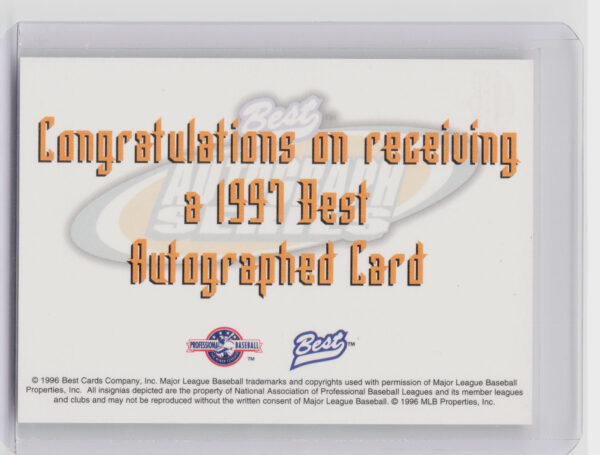 Best
AUTOGRAPH
SERIES
Congratulations on receiving
a 1997 Best
Autographed Card
PROFESSIONAL BASEBALL
TM
Best TM
© 1996 Best Cards Company, Inc. Major League Baseball trademarks and copyrights used with permission of Major League Baseball
Properties, Inc. All insignias depicted are the property of National Association of Professional Baseball Leagues and its member leagues
and clubs and may not be reproduced without the written consent of Major League Baseball. © 1996 MLB Properties, Inc.